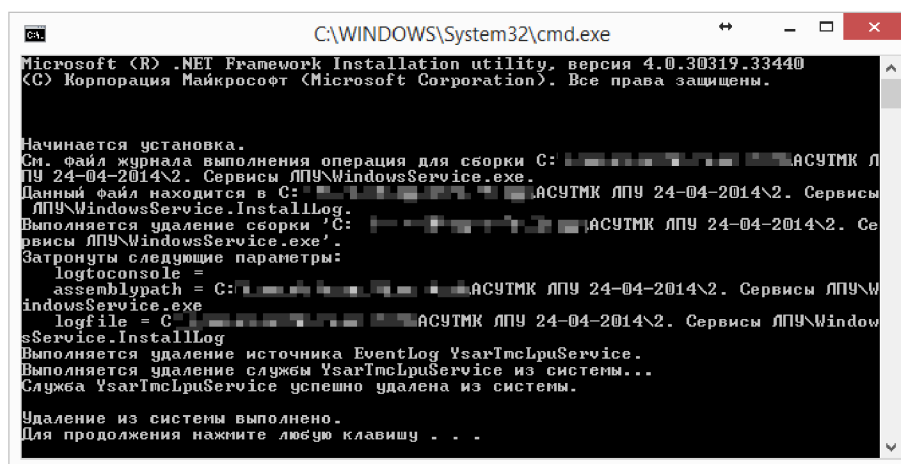 C:\WINDOWS\System32\cmd.exe
Microsoft (R) .NET Framework Installation utility, версия 4.0.30319.33440
(C) Корпорация Майкрософт (Microsoft Corporation). Все права защищены.
Начинается установка.
См. файл журнала выполнения операция для сборки C: АСУТМК Л
ПУ 24-04-2014\2. Сервисы ЛПУ\WindowsService.exe.
Данный файл находится в C: АСУТМК ЛПУ 24-04-2014\2. Сервисы
ЛПУ\WindowsService.InstallLog.
Выполняется удаление сборки 'C: АСУТМК ЛПУ 24-04-2014\2. Се
рвисы ЛПУ\WindowsService.exe'.
Затронуты следующие параметры:
logtoconsole =
assemblypath = C: АСУТМК ЛПУ 24-04-2014\2. Сервисы ЛПУ\W
indowsService.exe
logfile = C АСУТМК ЛПУ 24-04-2014\2. Сервисы ЛПУ\Window
sService.InstallLog
Выполняется удаление источника EventLog YsarTmcLpuService.
Выполняется удаление службы YsarTmcLpuService из системы...
Служба YsarTmcLpuService успешно удалена из системы.
Удаление из системы выполнено.
Для продолжения нажмите любую клавишу . . .